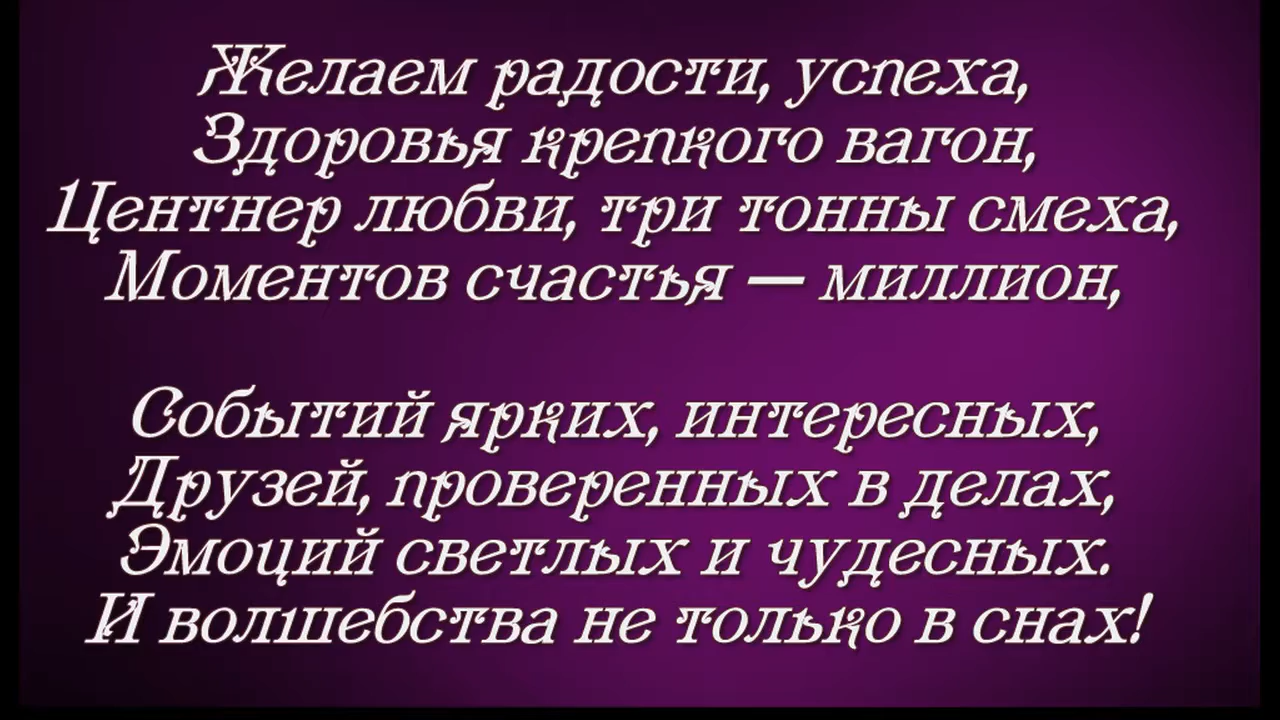 Желаем радости, успеха,
Здоровья крепкого вагон,
Центнер любви, три тонны смеха,
Моментов счастья — миллион,
Событий ярких, интересных,
Друзей, проверенных в делах,
Эмоций светлых и чудесных.
И волшебства не только в снах!